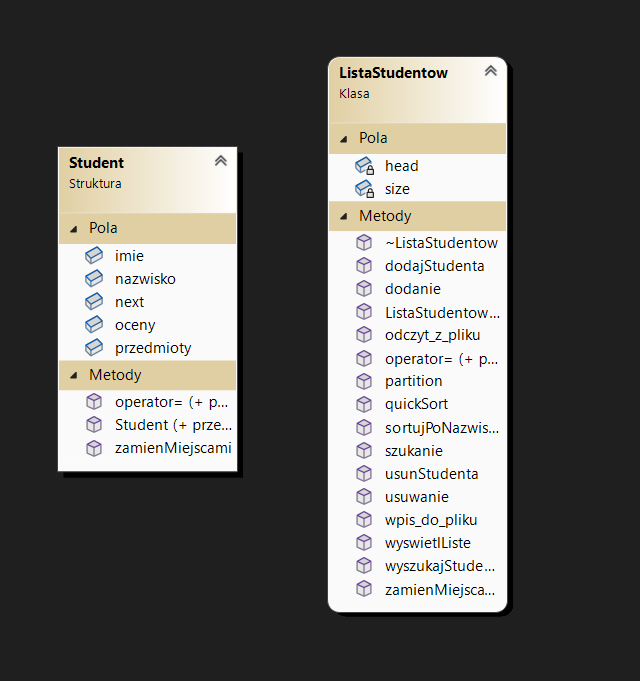 Student
Struktura
Pola
imie
nazwisko
next
oceny
przedmioty
Metody
operator= (+ p...
Student (+ prze...
zamienMiejscami
ListaStudentow
Klasa
Pola
head
size
Metody
~ListaStudentow
dodajStudenta
dodanie
ListaStudentow...
odczyt_z_pliku
operator= (+ p...
partition
quickSort
sortujPoNazwis...
szukanie
usunStudenta
usuwanie
wpis_do_pliku
wyswietlListe
wyszukajStude...
zamienMiejsca...